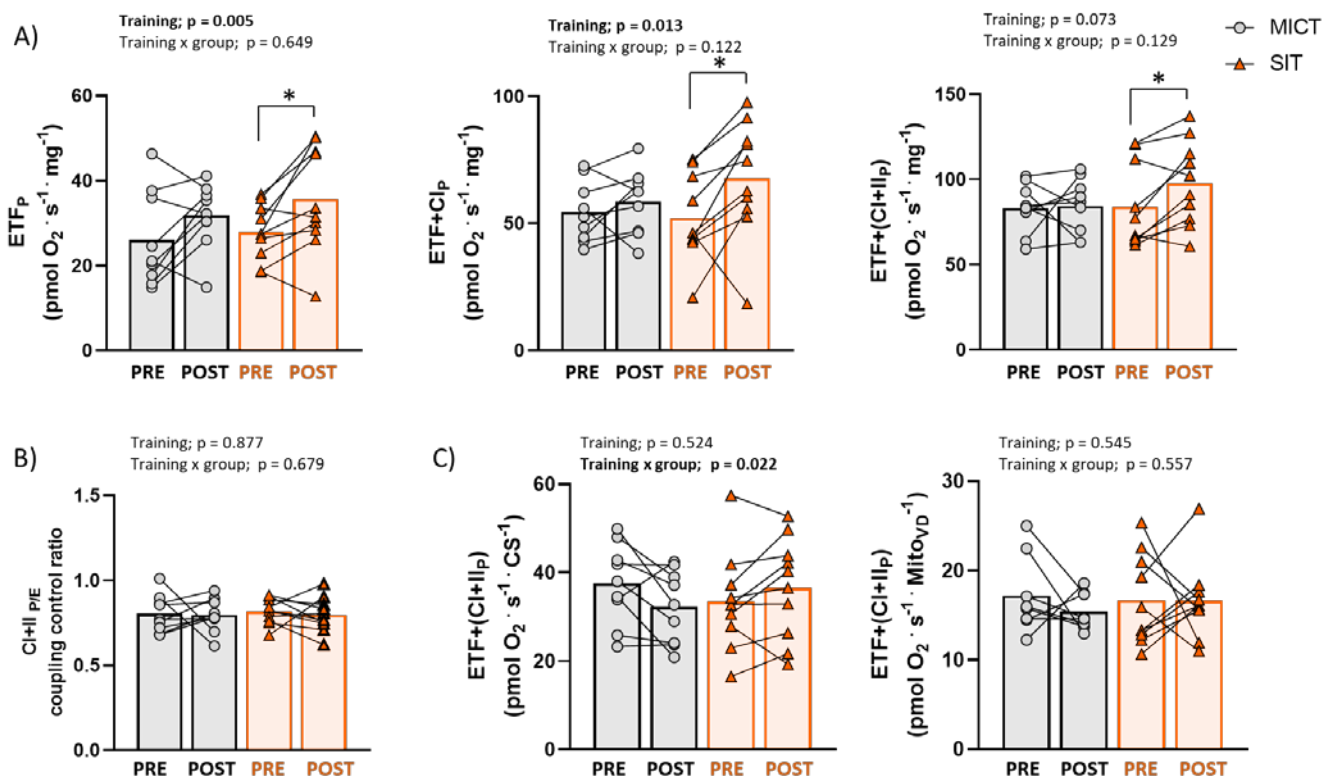 A)
Training; p = 0.005
Training x group; p = 0.649
ETFP
(pmol O2 · s-1 · mg-1)
60
40
20
0
*
PRE POST PRE POST
Training; p = 0.013
Training x group; p = 0.122
ETF+CIP
(pmol O2 · s-1 · mg-1)
100
50
0
*
PRE POST PRE POST
Training; p = 0.073
Training x group; p = 0.129
ETF+(CI+IIP)
(pmol O2 · s-1 · mg-1)
150
100
50
0
*
PRE POST PRE POST
MICT
SIT
B)
Training; p = 0.877
Training x group; p = 0.679
CI+II P/E
coupling control ratio
1.5
1.0
0.5
0.0
PRE POST PRE POST
C)
Training; p = 0.524
Training x group; p = 0.022
ETF+(CI+IIP)
(pmol O2 · s-1 · CS-1)
60
40
20
0
PRE POST PRE POST
Training; p = 0.545
Training x group; p = 0.557
ETF+(CI+IIP)
(pmol O2 · s-1 · MitoVD-1)
30
20
10
0
PRE POST PRE POST